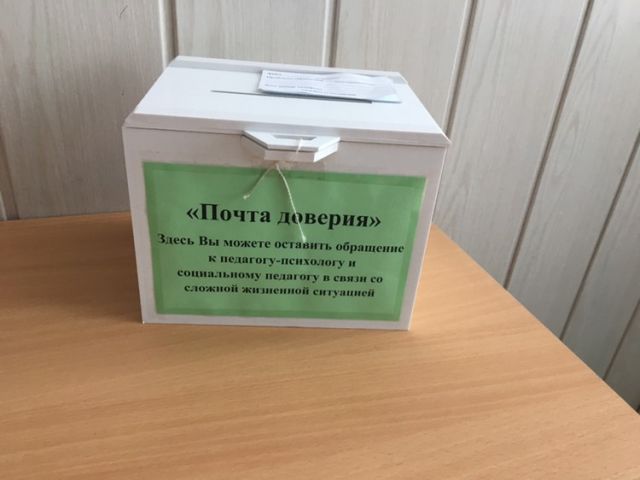 «Почта доверия»
Здесь Вы можете оставить обращение
к педагогу-психологу и
социальному педагогу в связи со
сложной жизненной ситуацией